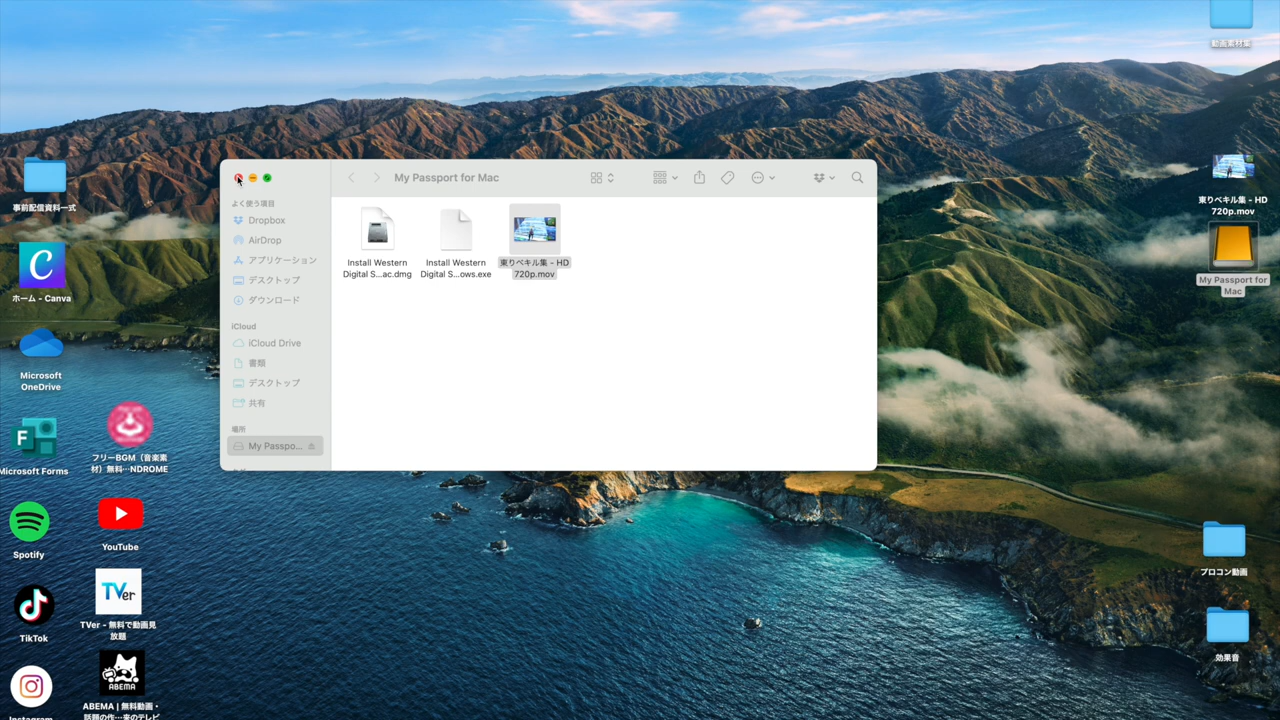 動画素材集
事前配信資料一式
ホーム - Canva
Microsoft
OneDrive
Microsoft Forms
フリーBGM（音楽素
材）無料…NDROME
Spotify
YouTube
TikTok
TVer
TVer - 無料で動画見
放題
ABEMA
ABEMA | 無料動画・
話題の作…来のテレビ
Instagram
My Passport for Mac
よく使う項目
Dropbox
AirDrop
アプリケーション
デスクトップ
ダウンロード
iCloud
iCloud Drive
書類
デスクトップ
共有
場所
My Passpo...
Install Western
Digital S...ac.dmg
Install Western
Digital S...ows.exe
東りベキル集 - HD
720p.mov
東りベキル集 - HD
720p.mov
My Passport for
Mac
プロコン動画
効果音